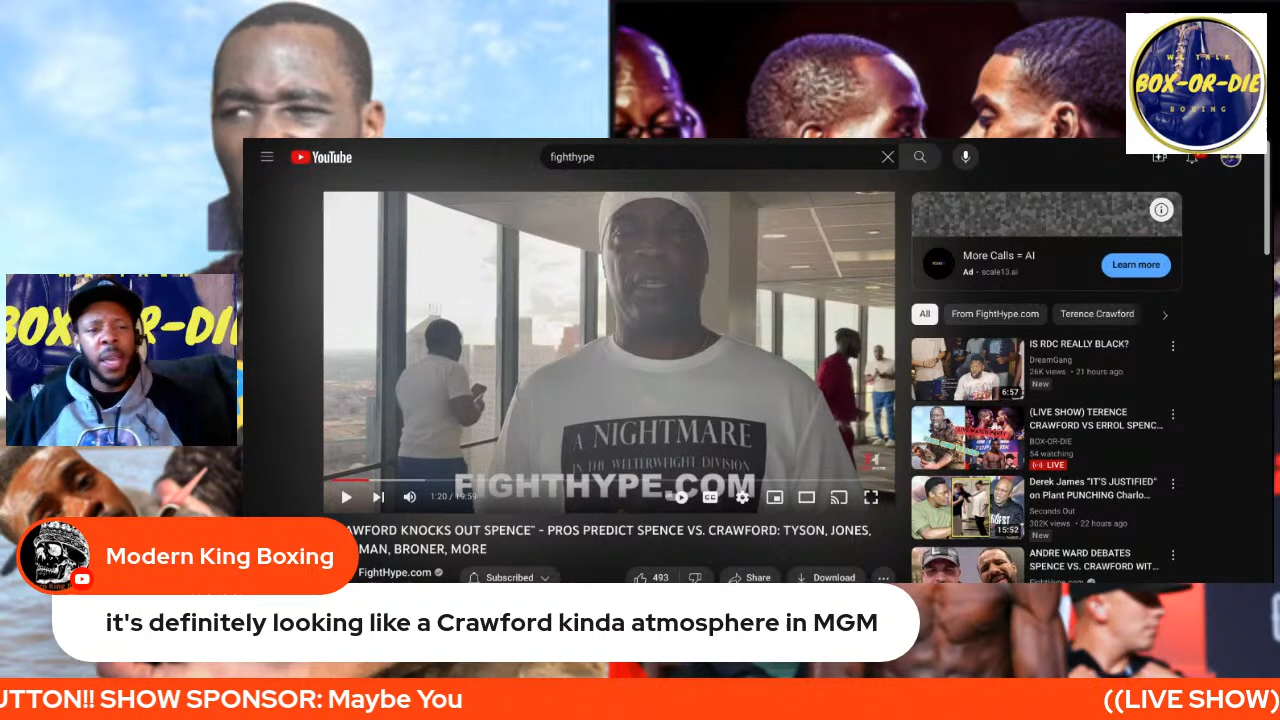 WE TALK
BOX-OR-DIE
BOXING
YouTube
fighthype
A NIGHTMARE
IN THE WELTERWEIGHT DIVISION
FIGHTHYPE.COM
1:20 / 19:59
AWFORD KNOCKS OUT SPENCE" - PROS PREDICT SPENCE VS. CRAWFORD: TYSON, JONES,
MAN, BRONER, MORE
FightHype.com
Subscribed
493
Share
Download
More Calls = AI
Ad • scale13.ai
Learn more
All
From FightHype.com
Terence Crawford
IS RDC REALLY BLACK?
DreamGang
26K views • 21 hours ago
New
6:57
(LIVE SHOW) TERENCE
CRAWFORD VS ERROL SPENC...
BOX-OR-DIE
54 watching
LIVE
Derek James "IT'S JUSTIFIED"
on Plant PUNCHING Charlo...
Seconds Out
302K views • 22 hours ago
New
15:52
ANDRE WARD DEBATES
SPENCE VS. CRAWFORD WIT...
FightHype.com
BOX-OR-DIE
Modern King Boxing
it's definitely looking like a Crawford kinda atmosphere in MGM
UTTON!! SHOW SPONSOR: Maybe You
((LIVE SHOW)